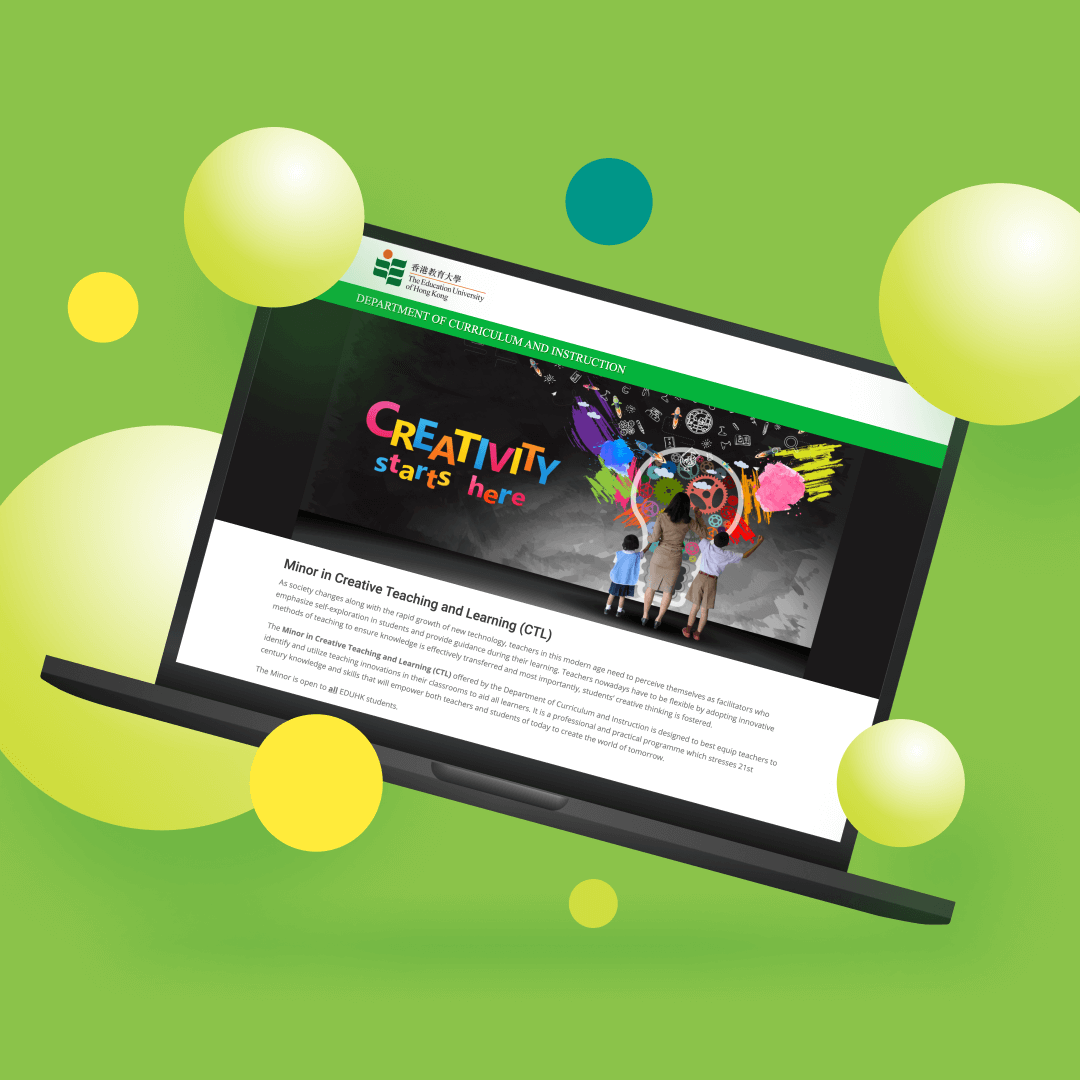 香港教育大學
The Education University
of Hong Kong
DEPARTMENT OF CURRICULUM AND INSTRUCTION
CREATIVITY
starts here
Minor in Creative Teaching and Learning (CTL)
As society changes along with the rapid growth of new technology, teachers in this modern age need to perceive themselves as facilitators who
emphasize self-exploration in students and provide guidance during their learning. Teachers nowadays have to be flexible by adopting innovative
methods of teaching to ensure knowledge is effectively transferred and most importantly, students' creative thinking is fostered.
The Minor in Creative Teaching and Learning (CTL) offered by the Department of Curriculum and Instruction is designed to best equip teachers to
identify and utilize teaching innovations in their classrooms to aid all learners. It is a professional and practical programme which stresses 21st
century knowledge and skills that will empower both teachers and students of today to create the world of tomorrow.
The Minor is open to all EDUHK students.